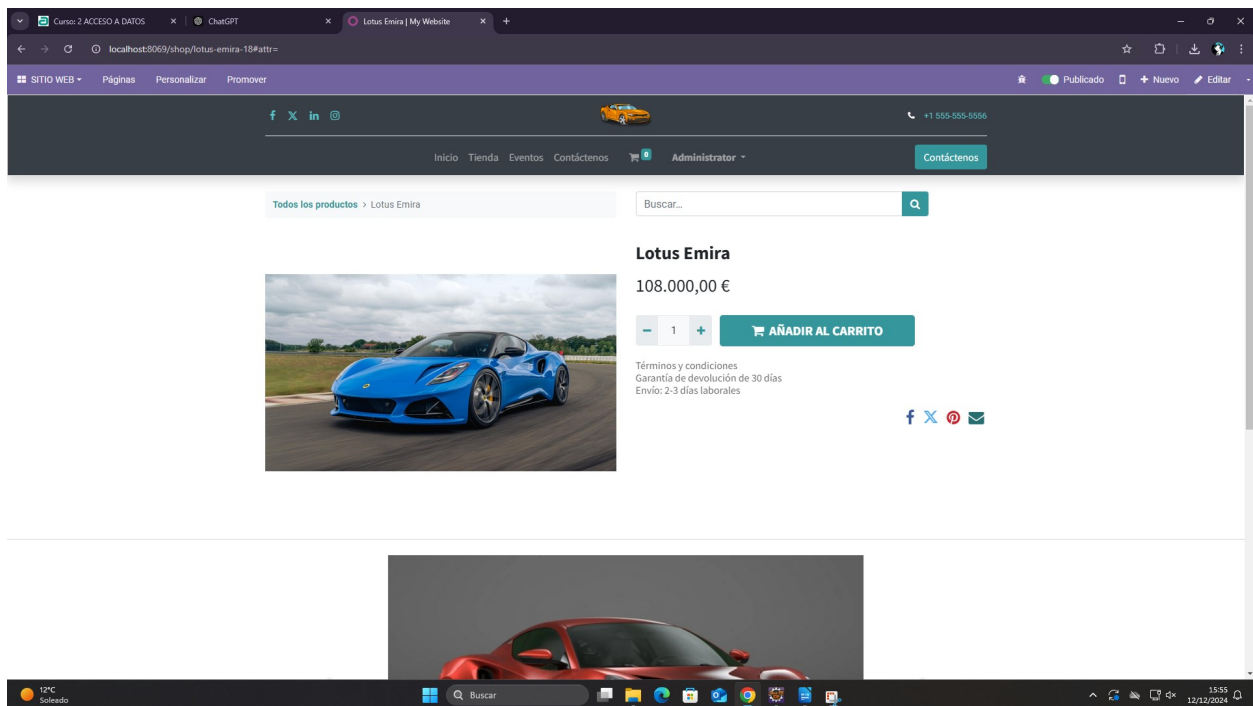 Curso: 2 ACCESO A DATOS
ChatGPT
Lotus Emira | My Website
localhost:8069/shop/lotus-emira-18#attr=
SITIO WEB Páginas Personalizar Promover
Publicado Nuevo Editar
+1 555-555-5556
Inicio Tienda Eventos Contáctenos 0 Administrator
Contáctenos
Todos los productos > Lotus Emira
Buscar...
Lotus Emira
108.000,00 €
1
AÑADIR AL CARRITO
Términos y condiciones
Garantía de devolución de 30 días
Envío: 2-3 días laborales
12°C
Soleado
Buscar
15:55
12/12/2024